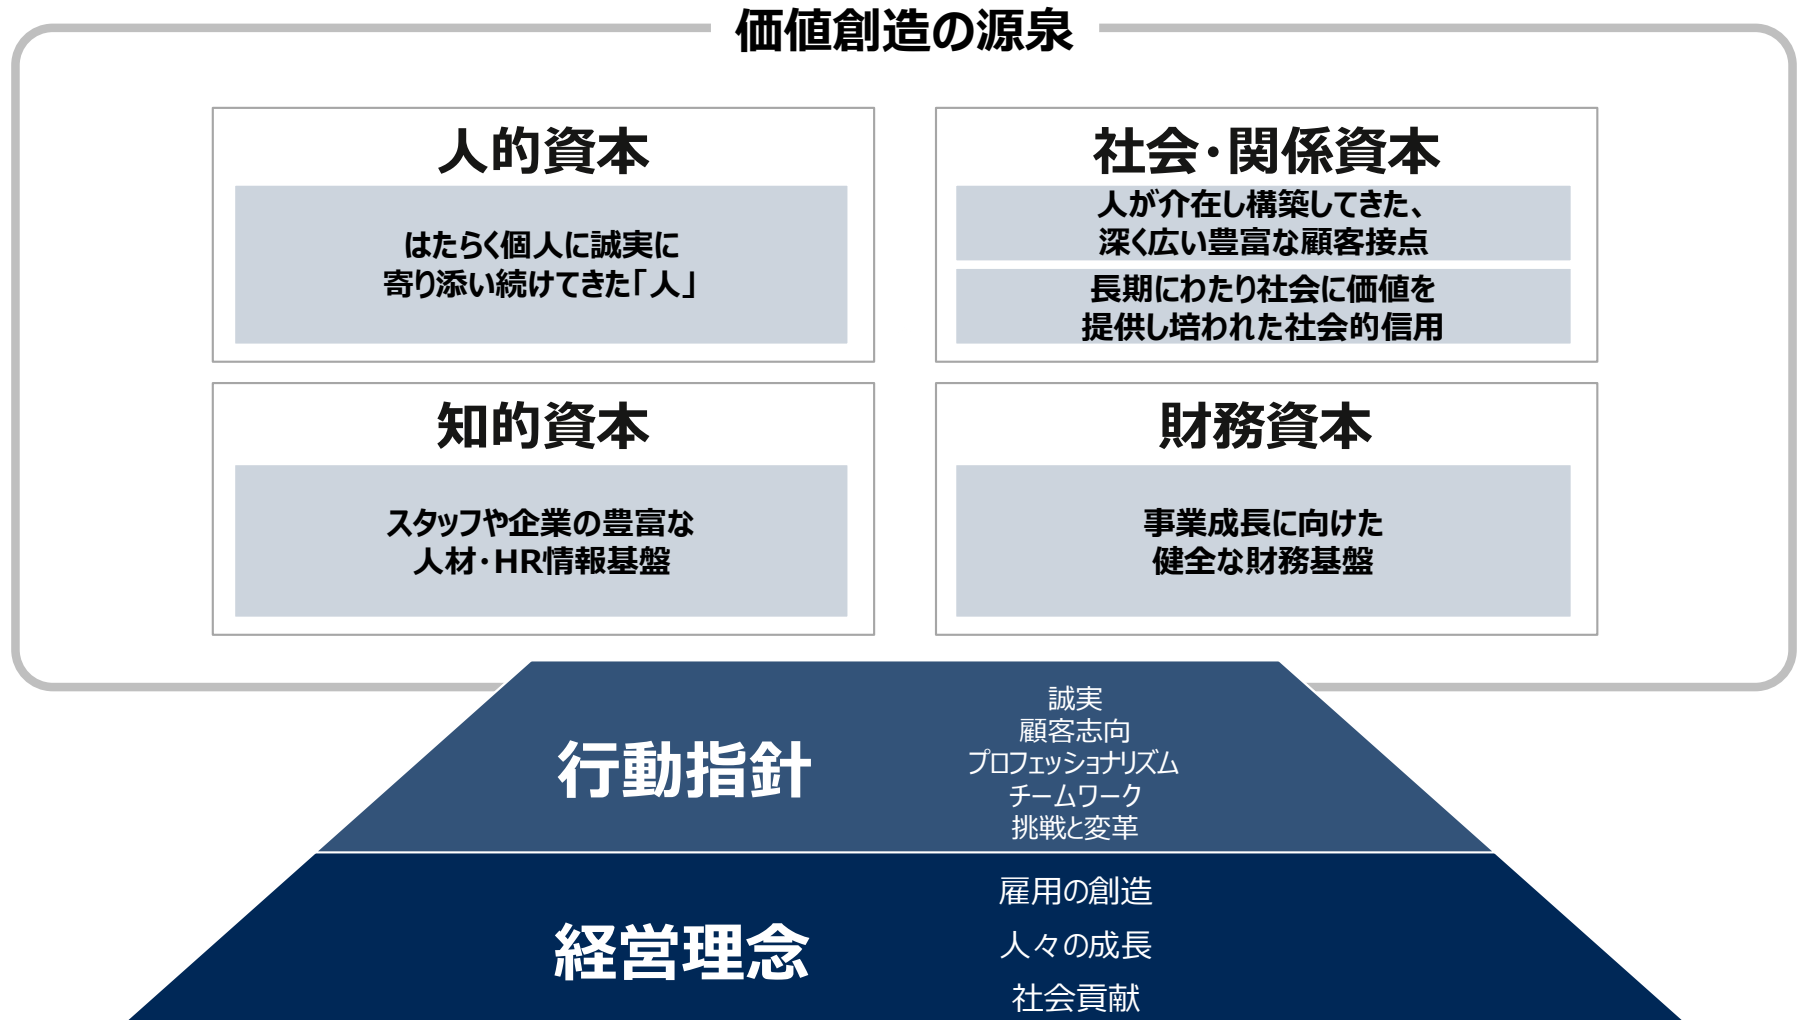 価値創造の源泉
人的資本
はたらく個人に誠実に
寄り添い続けてきた「人」
社会・関係資本
人が介在し構築してきた、
深く広い豊富な顧客接点
長期にわたり社会に価値を
提供し培われた社会的信用
知的資本
スタッフや企業の豊富な
人材・HR情報基盤
財務資本
事業成長に向けた
健全な財務基盤
行動指針
誠実
顧客志向
プロフェッショナリズム
チームワーク
挑戦と変革
経営理念
雇用の創造
人々の成長
社会貢献